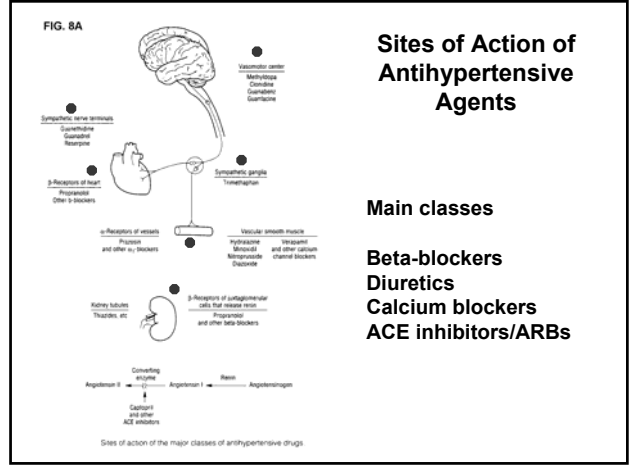 FIG. 8A
Sites of Action of
Antihypertensive
Agents
Vasomotor center
Methyldopa
Clonidine
Guanabenz
Guanfacine
Sympathetic nerve terminals
Guanethidine
Guanadrel
Reserpine
Sympathetic ganglia
Trimethaphan
β-Receptors of heart
Propranolol
Other b-blockers
α-Receptors of vessels
Prazosin
and other α₁ blockers
Vascular smooth muscle
Hydralazine
Minoxidil
Nitroprusside
Diazoxide
Verapamil
and other calcium
channel blockers
Kidney tubules
Thiazides, etc
β-Receptors of juxtaglomerular
cells that release renin
Propranolol
and other beta-blockers
Converting
enzyme
Renin
Angiotensin II
Angiotensin I
Angiotensinogen
Captopril
and other
ACE inhibitors
Sites of action of the major classes of antihypertensive drugs
Main classes
Beta-blockers
Diuretics
Calcium blockers
ACE inhibitors/ARBs